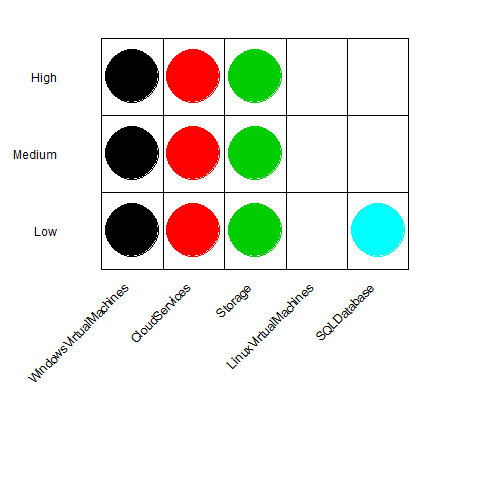 High
Medium
Low
WindowsVirtualMachines
CloudServices
Storage
LinuxVirtualMachines
SQLDatabase